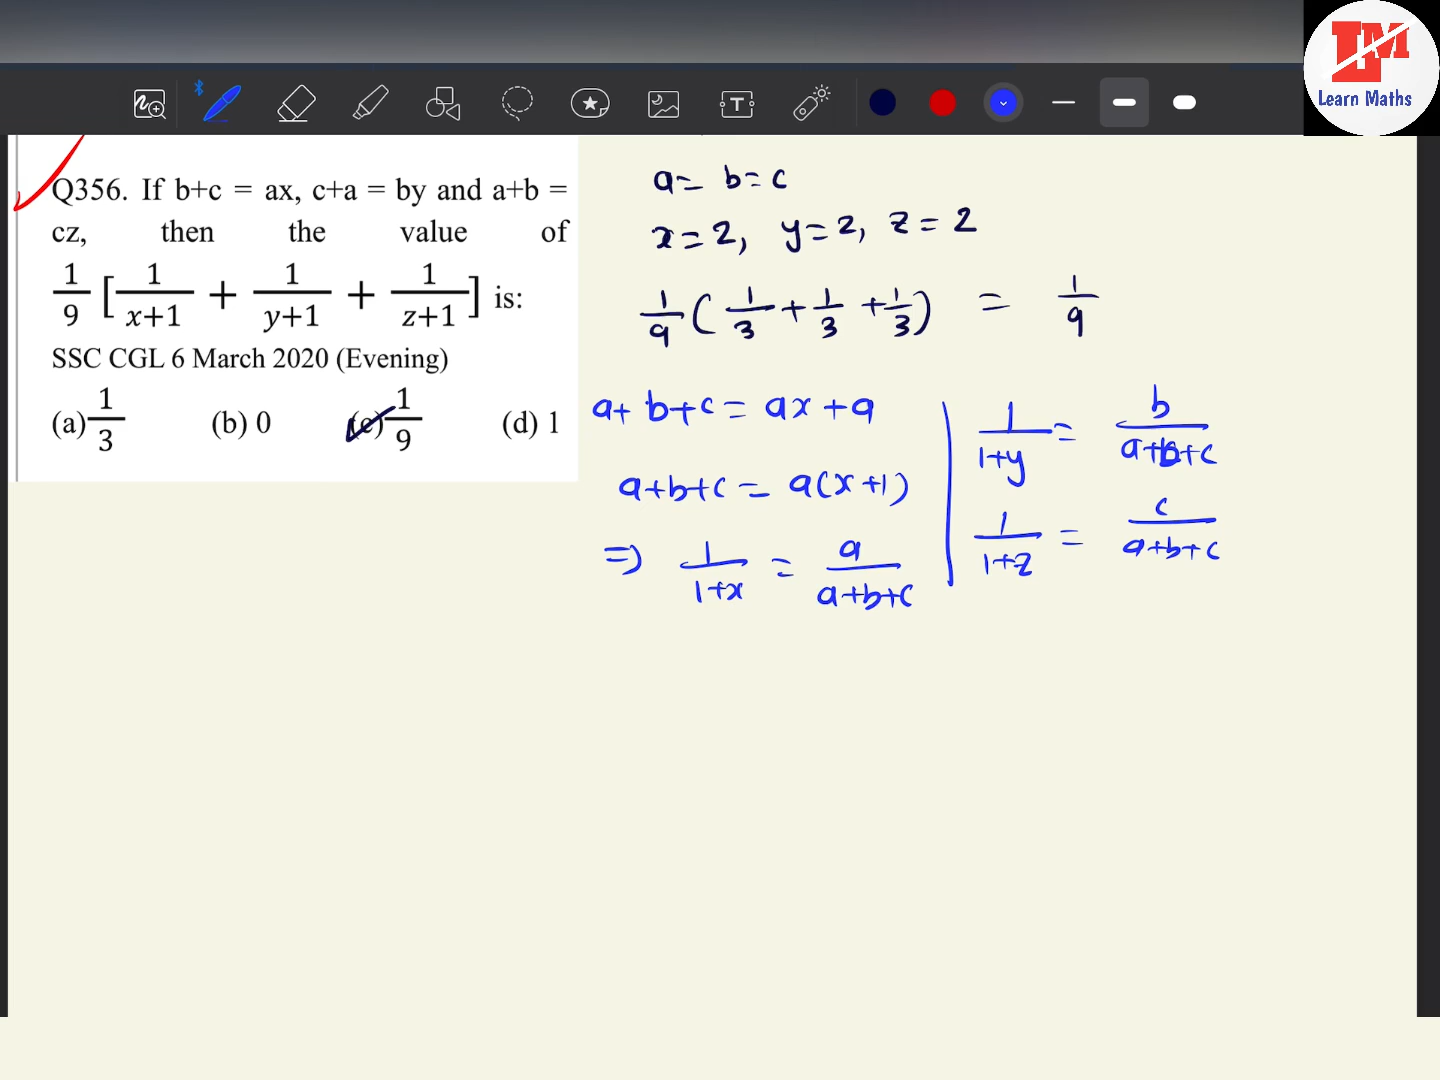 LM
Learn Maths
Q356. If b+c = ax, c+a = by and a+b =
cz, then the value of
1/9 [1/x+1 + 1/y+1 + 1/z+1] is:
SSC CGL 6 March 2020 (Evening)
(a) 1/3 (b) 0 (c) 1/9 (d) 1
a = b = c
x = 2, y = 2, z = 2
1/9 (1/3 + 1/3 + 1/3) = 1/9
a + b + c = ax + a
a + b + c = a(x + 1)
⇒ 1/1+x = a/a+b+c
1/1+y = b/a+b+c
1/1+z = c/a+b+c